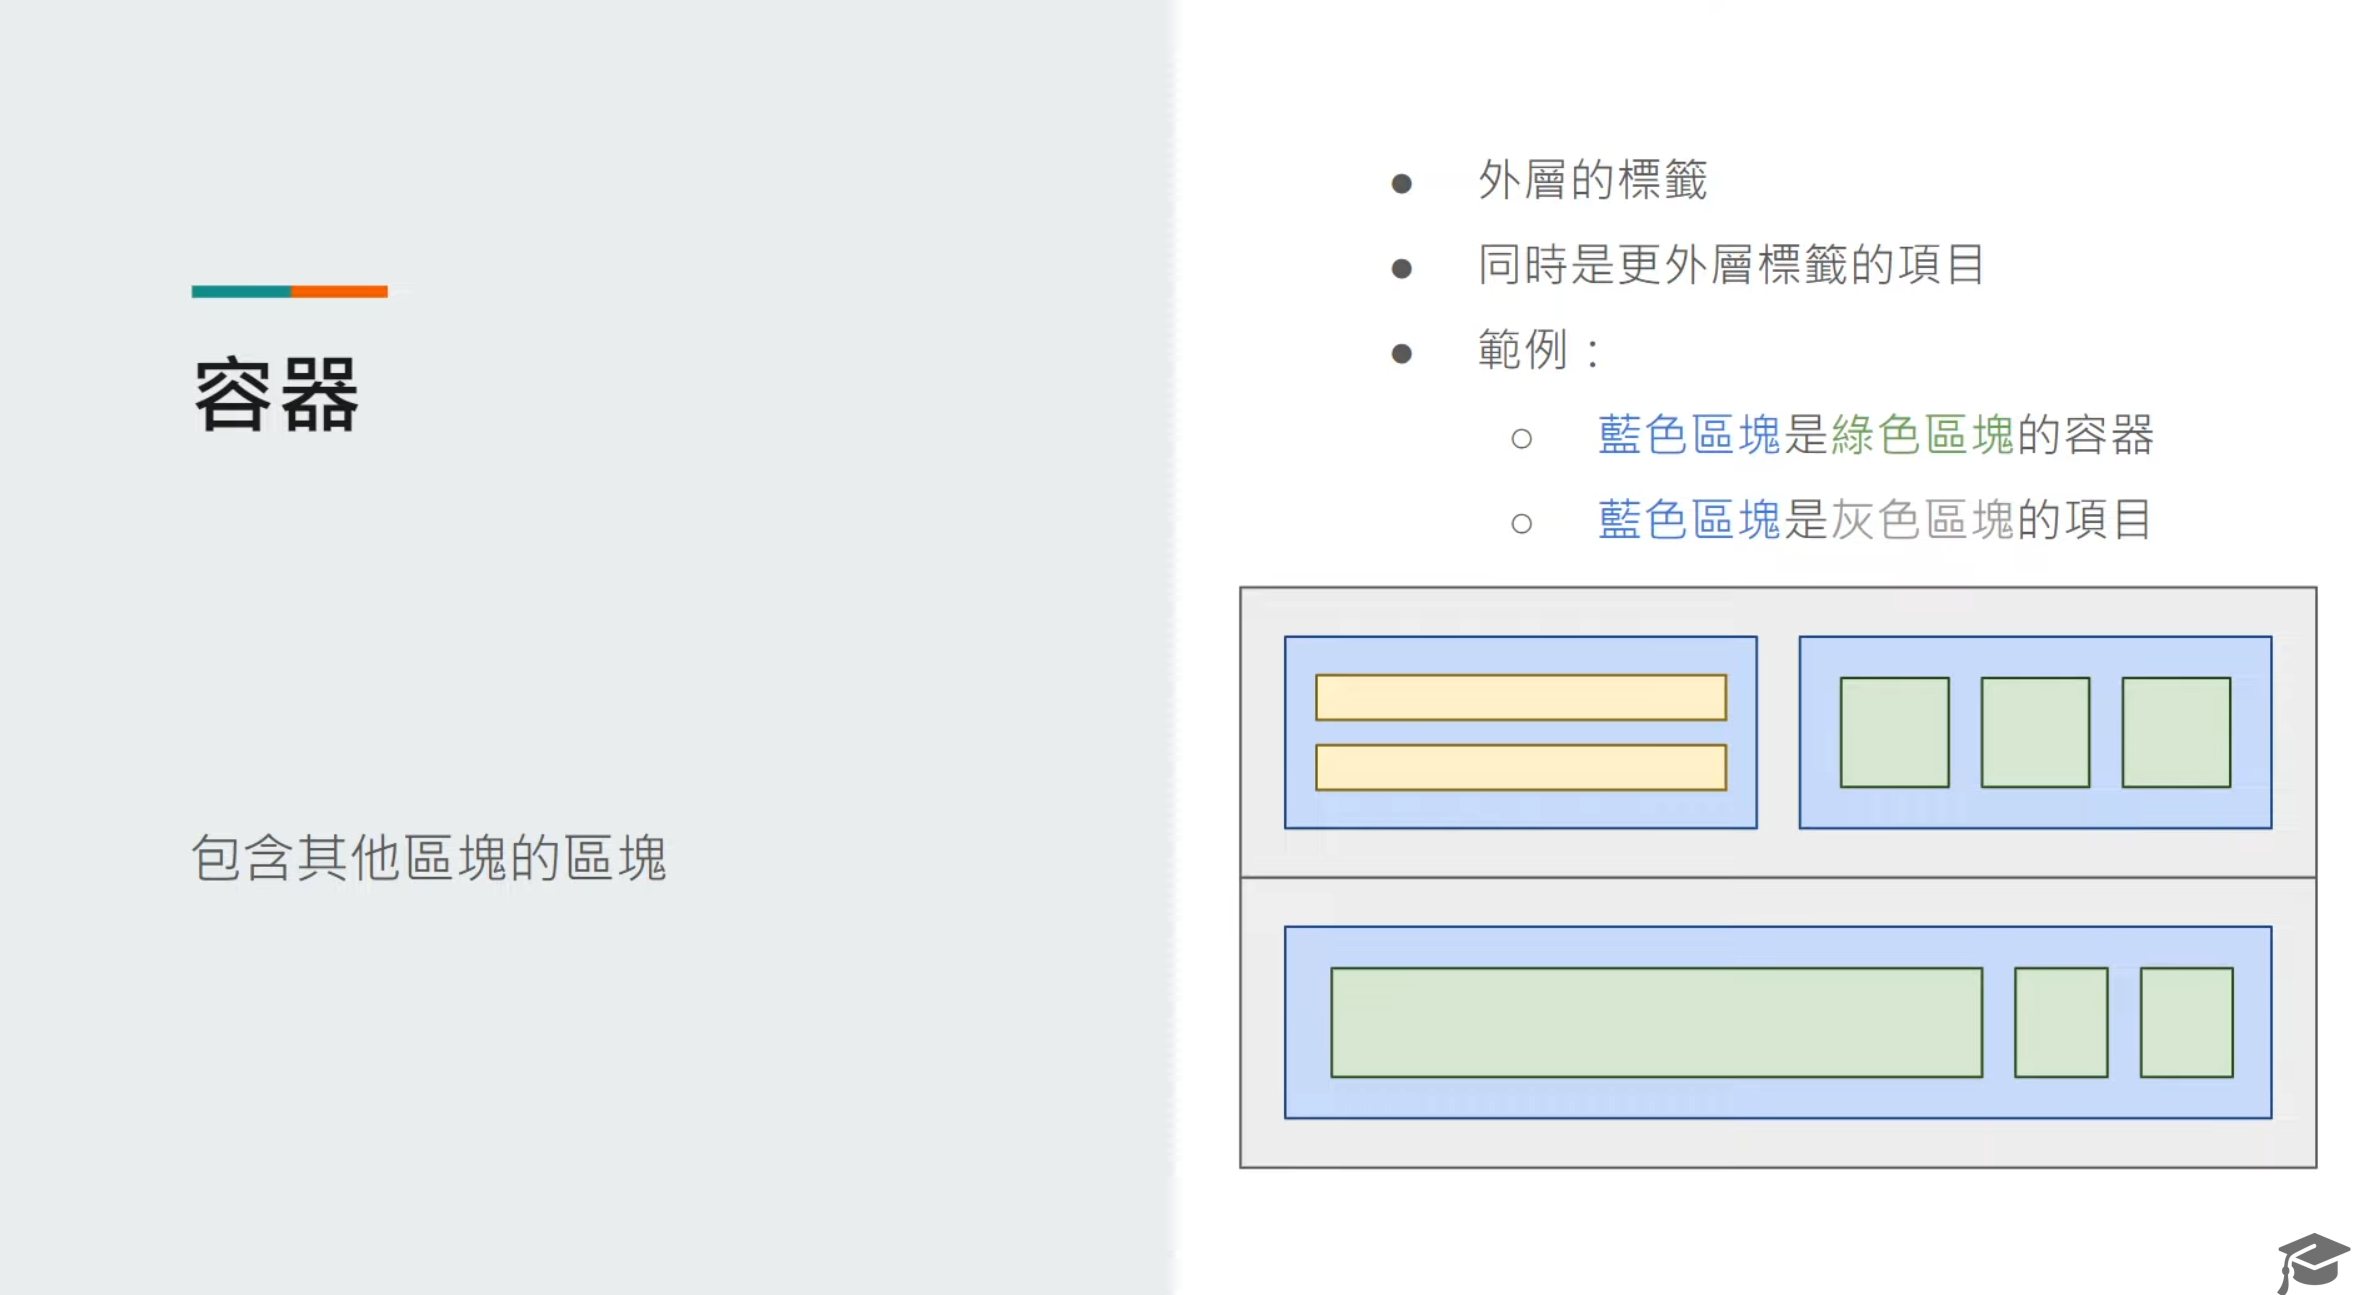 容器
包含其他區塊的區塊
● 外層的標籤
● 同時是更外層標籤的項目
● 範例：
○ 藍色區塊是綠色區塊的容器
○ 藍色區塊是灰色區塊的項目